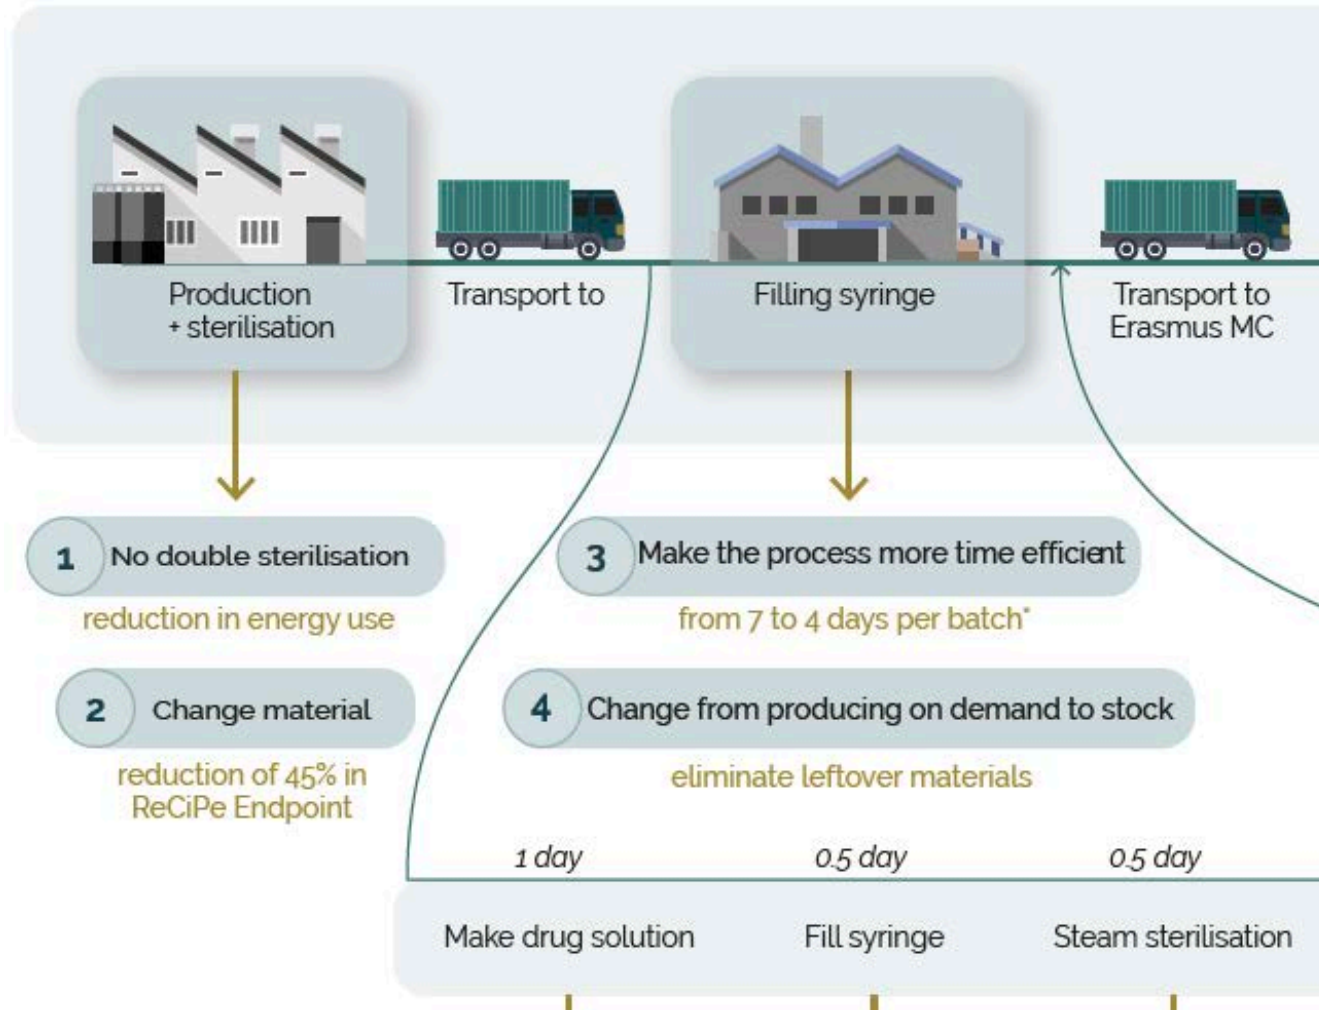 Production
+ sterilisation
Transport to
Filling syringe
Transport to
Erasmus MC
1 No double sterilisation
reduction in energy use
2 Change material
reduction of 45% in
ReCiPe Endpoint
3 Make the process more time efficient
from 7 to 4 days per batch*
4 Change from producing on demand to stock
eliminate leftover materials
1 day
0.5 day
0.5 day
Make drug solution
Fill syringe
Steam sterilisation